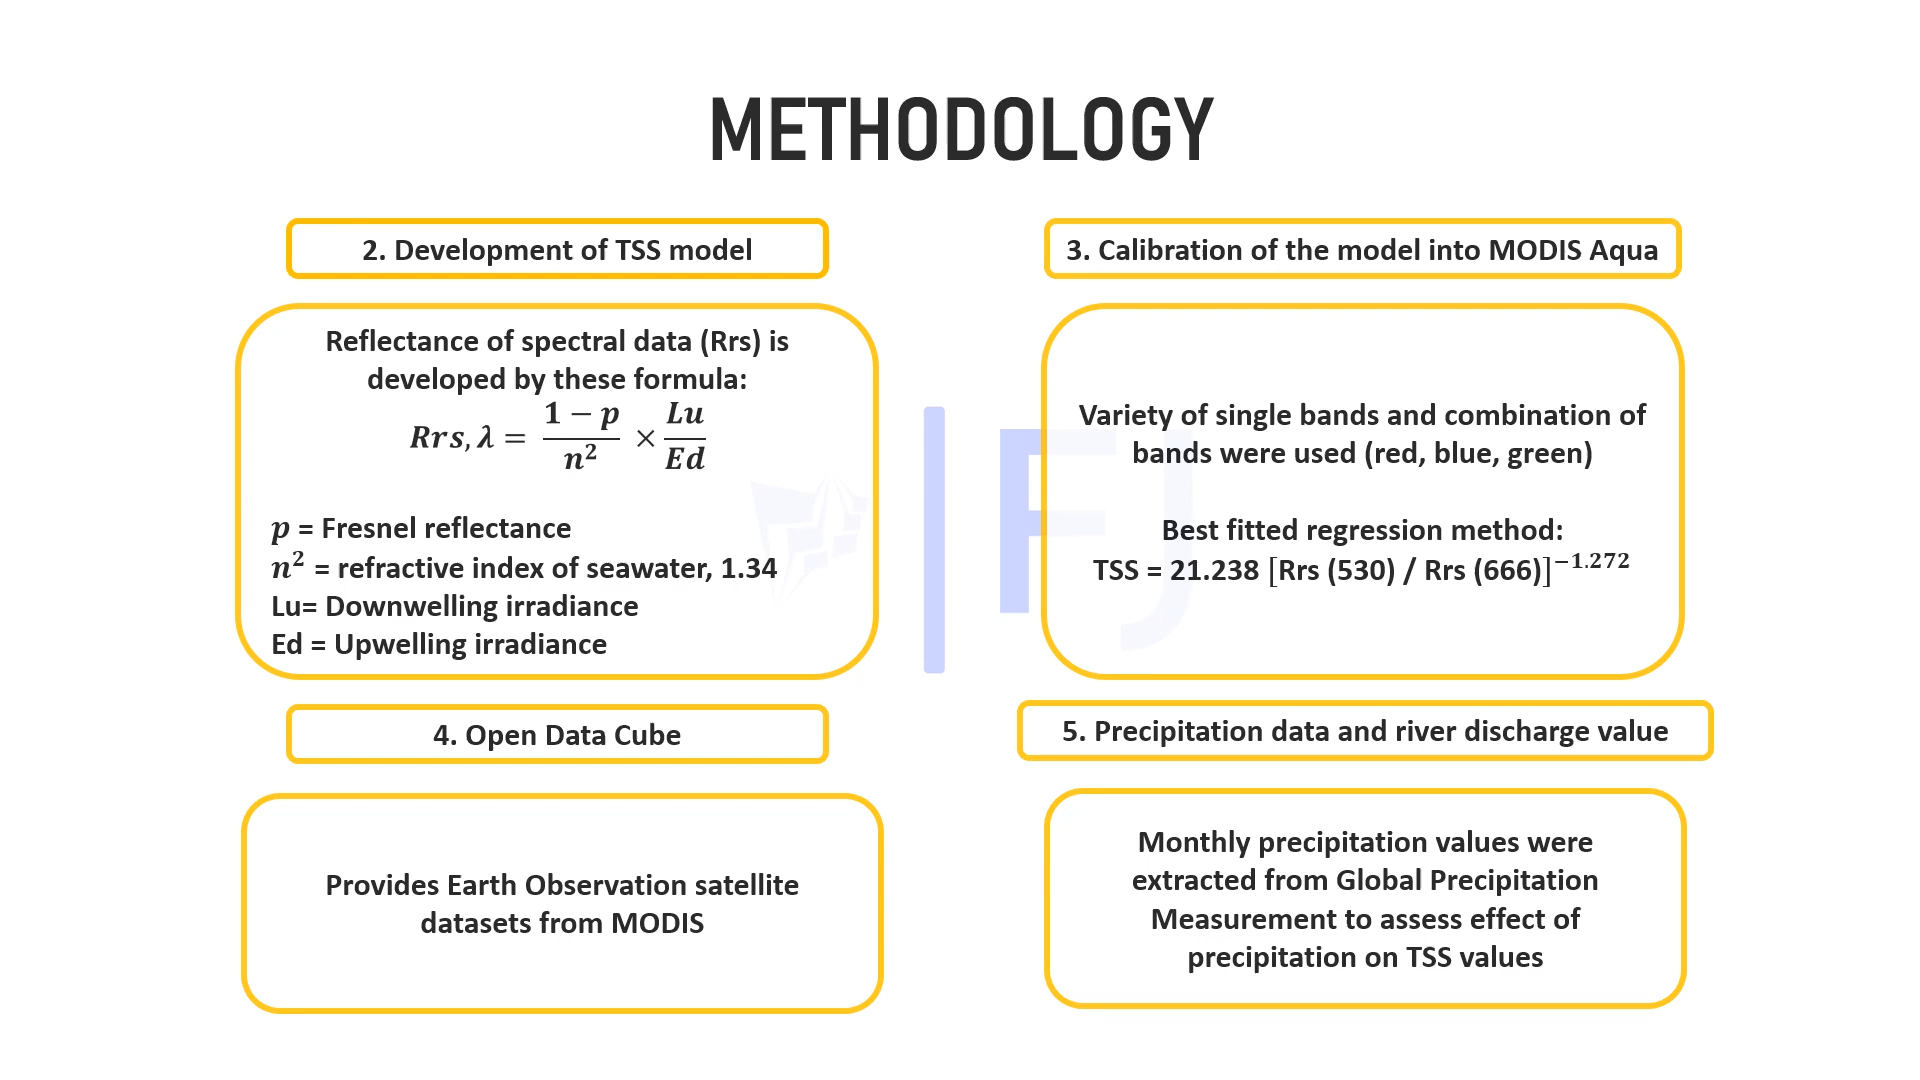 METHODOLOGY
2. Development of TSS model
Reflectance of spectral data (Rrs) is
developed by these formula:
Rrs, λ = (1 − p)/n² × Lu/Ed
p = Fresnel reflectance
n² = refractive index of seawater, 1.34
Lu= Downwelling irradiance
Ed = Upwelling irradiance
3. Calibration of the model into MODIS Aqua
Variety of single bands and combination of
bands were used (red, blue, green)
Best fitted regression method:
TSS = 21.238 [Rrs (530) / Rrs (666)]^−1.272
4. Open Data Cube
Provides Earth Observation satellite
datasets from MODIS
5. Precipitation data and river discharge value
Monthly precipitation values were
extracted from Global Precipitation
Measurement to assess effect of
precipitation on TSS values
FJ